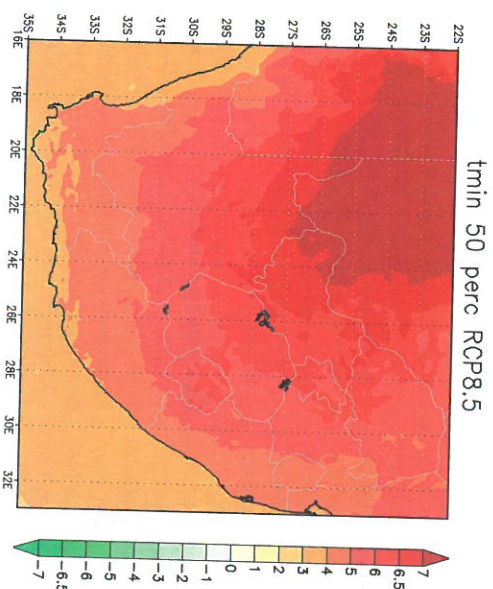 tmin 50 perc RCP8.5
22S
23S
24S
25S
26S
27S
28S
29S
30S
31S
32S
33S
34S
35S
16E 18E 20E 22E 24E 26E 28E 30E 32E
7
6.5
6
5
4
3
2
1
0
-1
-2
-3
-4
-5
-6
-6.5
-7